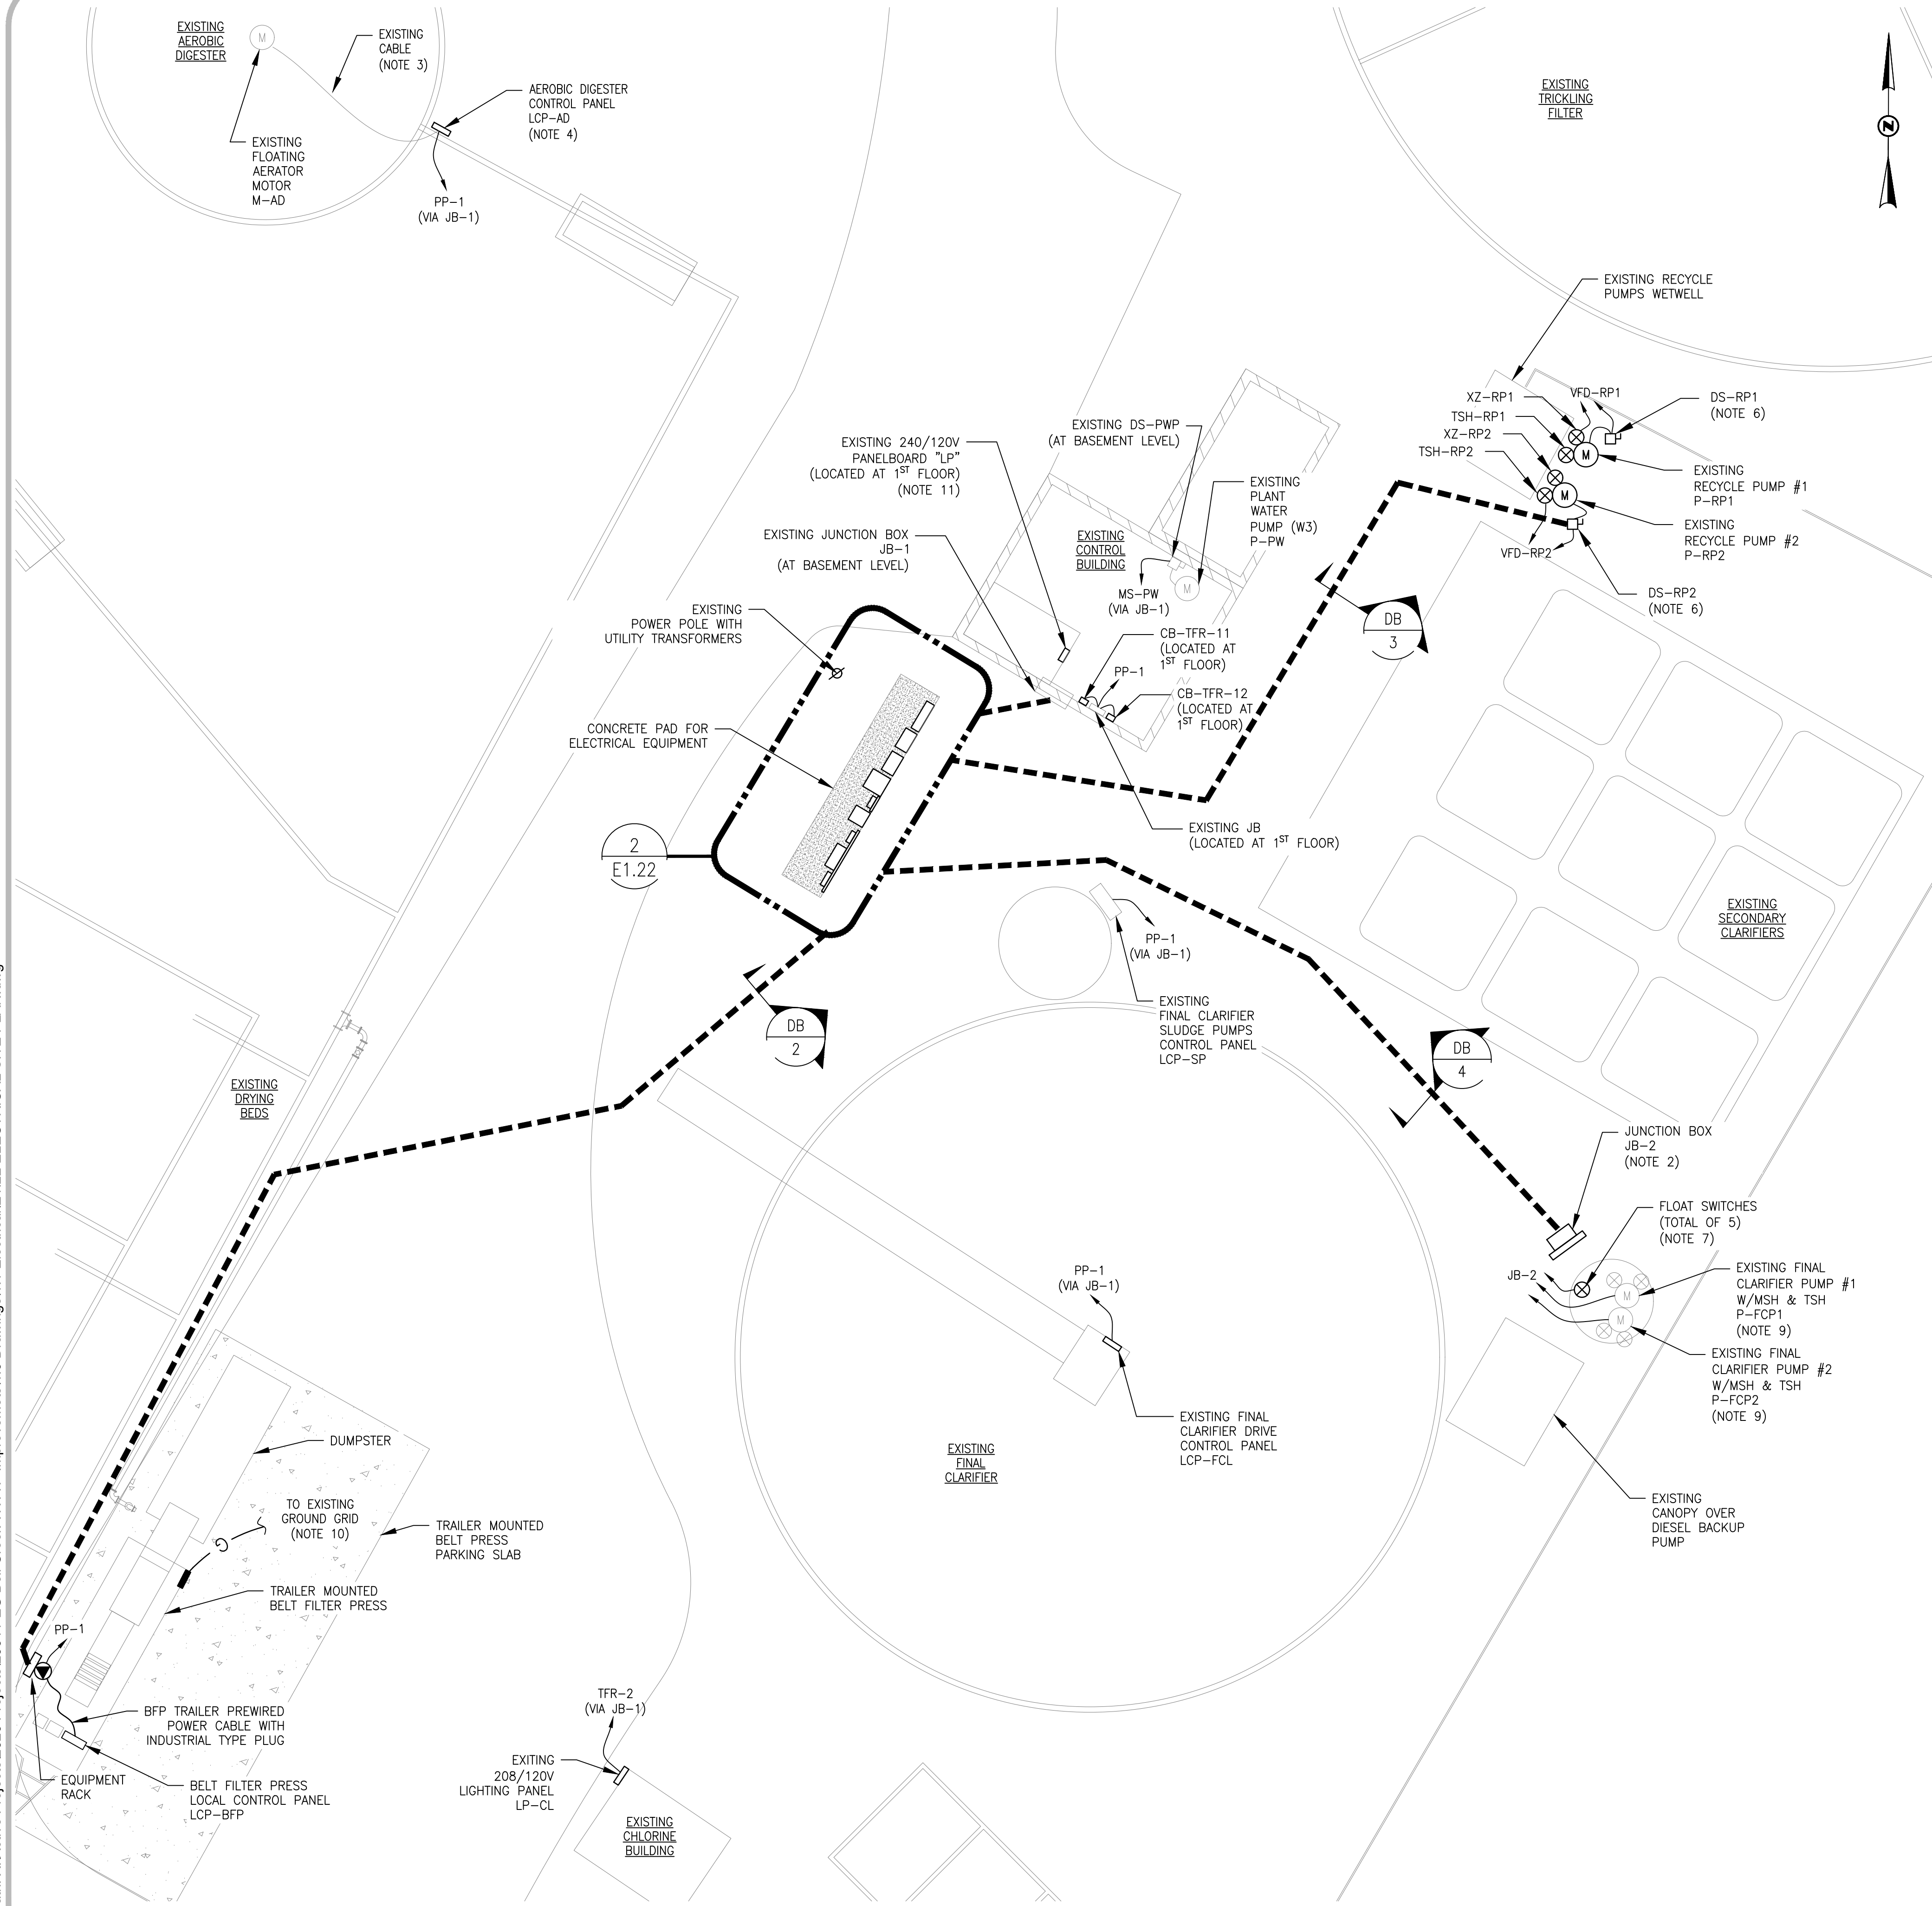 EXISTING
AEROBIC
DIGESTER
M
EXISTING
CABLE
(NOTE 3)
AEROBIC DIGESTER
CONTROL PANEL
LCP-AD
(NOTE 4)
EXISTING
FLOATING
AERATOR
MOTOR
M-AD
PP-1
(VIA JB-1)
EXISTING
TRICKLING
FILTER
N
EXISTING RECYCLE
PUMPS WETWELL
XZ-RP1
VFD-RP1
TSH-RP1
XZ-RP2
TSH-RP2
DS-RP1
(NOTE 6)
M
M
EXISTING
RECYCLE PUMP #1
P-RP1
EXISTING
RECYCLE PUMP #2
P-RP2
VFD-RP2
DS-RP2
(NOTE 6)
EXISTING DS-PWP
(AT BASEMENT LEVEL)
EXISTING 240/120V
PANELBOARD "LP"
(LOCATED AT 1ST FLOOR)
(NOTE 11)
EXISTING
PLANT
WATER
PUMP (W3)
P-PW
EXISTING JUNCTION BOX
JB-1
(AT BASEMENT LEVEL)
EXISTING
CONTROL
BUILDING
M
MS-PW
(VIA JB-1)
EXISTING
POWER POLE WITH
UTILITY TRANSFORMERS
CB-TFR-11
(LOCATED AT
1ST FLOOR)
PP-1
CB-TFR-12
(LOCATED AT
1ST FLOOR)
DB
3
CONCRETE PAD FOR
ELECTRICAL EQUIPMENT
EXISTING JB
(LOCATED AT 1ST FLOOR)
2
E1.22
EXISTING
SECONDARY
CLARIFIERS
PP-1
(VIA JB-1)
EXISTING
FINAL CLARIFIER
SLUDGE PUMPS
CONTROL PANEL
LCP-SP
DB
2
DB
4
EXISTING
DRYING
BEDS
JUNCTION BOX
JB-2
(NOTE 2)
FLOAT SWITCHES
(TOTAL OF 5)
(NOTE 7)
JB-2
M
M
EXISTING FINAL
CLARIFIER PUMP #1
W/MSH & TSH
P-FCP1
(NOTE 9)
EXISTING FINAL
CLARIFIER PUMP #2
W/MSH & TSH
P-FCP2
(NOTE 9)
PP-1
(VIA JB-1)
EXISTING FINAL
CLARIFIER DRIVE
CONTROL PANEL
LCP-FCL
EXISTING
FINAL
CLARIFIER
EXISTING
CANOPY OVER
DIESEL BACKUP
PUMP
DUMPSTER
TO EXISTING
GROUND GRID
(NOTE 10)
G
TRAILER MOUNTED
BELT PRESS
PARKING SLAB
TRAILER MOUNTED
BELT FILTER PRESS
PP-1
BFP TRAILER PREWIRED
POWER CABLE WITH
INDUSTRIAL TYPE PLUG
EQUIPMENT
RACK
BELT FILTER PRESS
LOCAL CONTROL PANEL
LCP-BFP
TFR-2
(VIA JB-1)
EXITING
208/120V
LIGHTING PANEL
LP-CL
EXISTING
CHLORINE
BUILDING